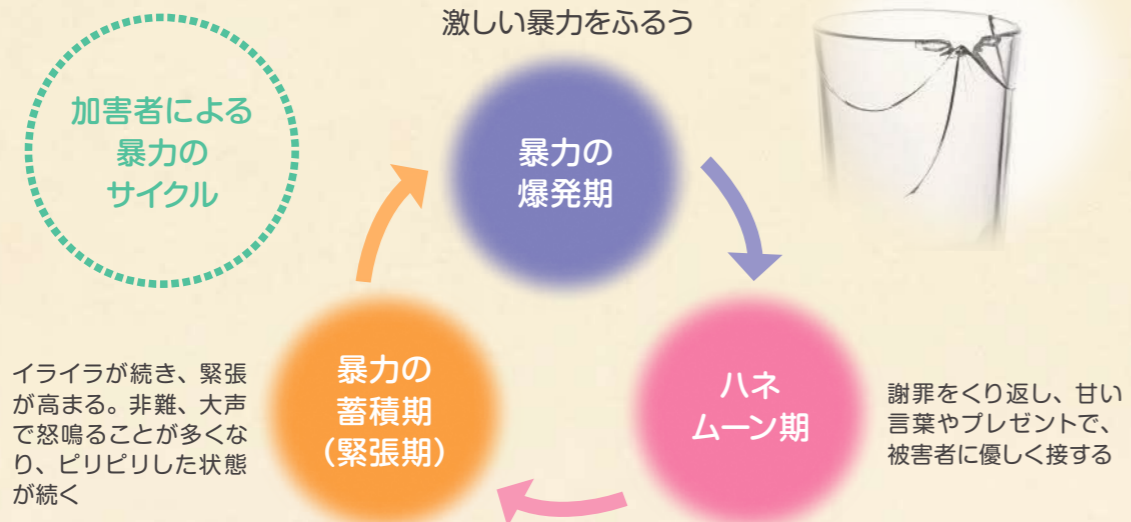 激しい暴力をふるう
加害者による
暴力の
サイクル
暴力の
爆発期
暴力の
蓄積期
（緊張期）
イライラが続き、緊張
が高まる。非難、大声
で怒鳴ることが多くな
り、ピリピリした状態
が続く
ハネ
ムーン期
謝罪をくり返し、甘い
言葉やプレゼントで、
被害者に優しく接する